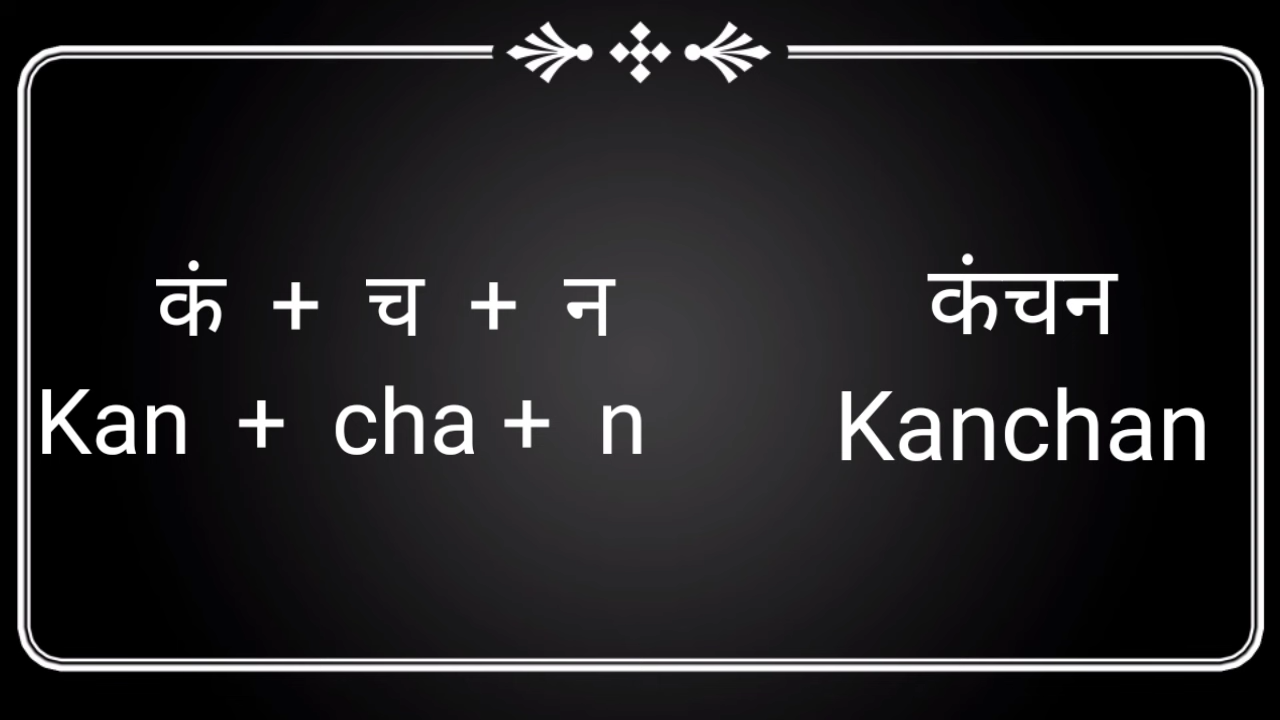 कं + च + न कंचन
Kan + cha + n Kanchan